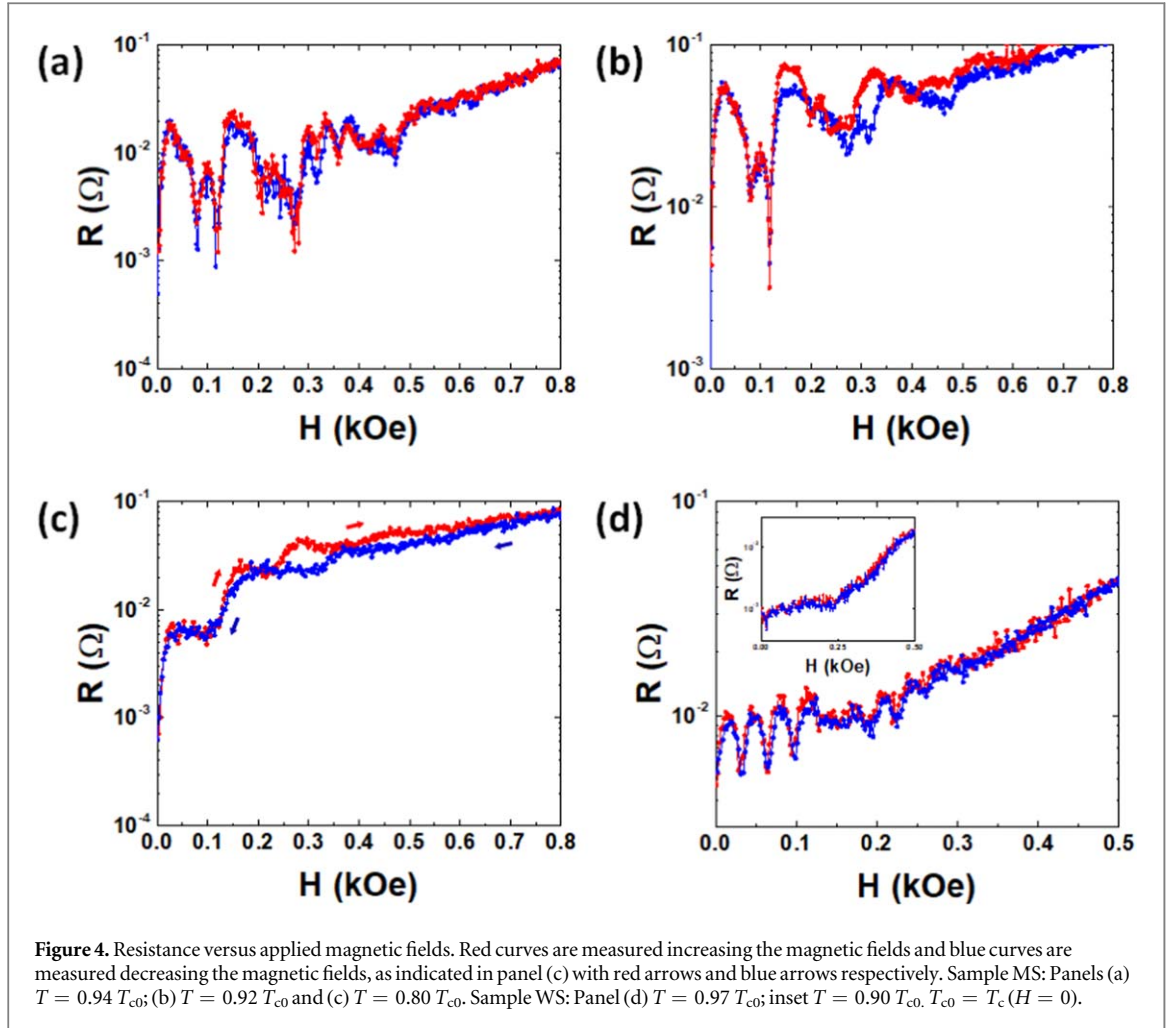 (a)
10⁻¹
10⁻²
10⁻³
10⁻⁴
R (Ω)
0.0 0.1 0.2 0.3 0.4 0.5 0.6 0.7 0.8
H (kOe)
(b)
10⁻¹
10⁻²
10⁻³
R (Ω)
0.0 0.1 0.2 0.3 0.4 0.5 0.6 0.7 0.8
H (kOe)
(c)
10⁻¹
10⁻²
10⁻³
10⁻⁴
R (Ω)
0.0 0.1 0.2 0.3 0.4 0.5 0.6 0.7 0.8
H (kOe)
(d)
10⁻¹
10⁻²
R (Ω)
R (Ω)
0.00 0.25 0.50
H (kOe)
0.0 0.1 0.2 0.3 0.4 0.5
H (kOe)
Figure 4. Resistance versus applied magnetic fields. Red curves are measured increasing the magnetic fields and blue curves are
measured decreasing the magnetic fields, as indicated in panel (c) with red arrows and blue arrows respectively. Sample MS: Panels (a)
T = 0.94 Tc0; (b) T = 0.92 Tc0 and (c) T = 0.80 Tc0. Sample WS: Panel (d) T = 0.97 Tc0; inset T = 0.90 Tc0. Tc0 = Tc (H = 0).